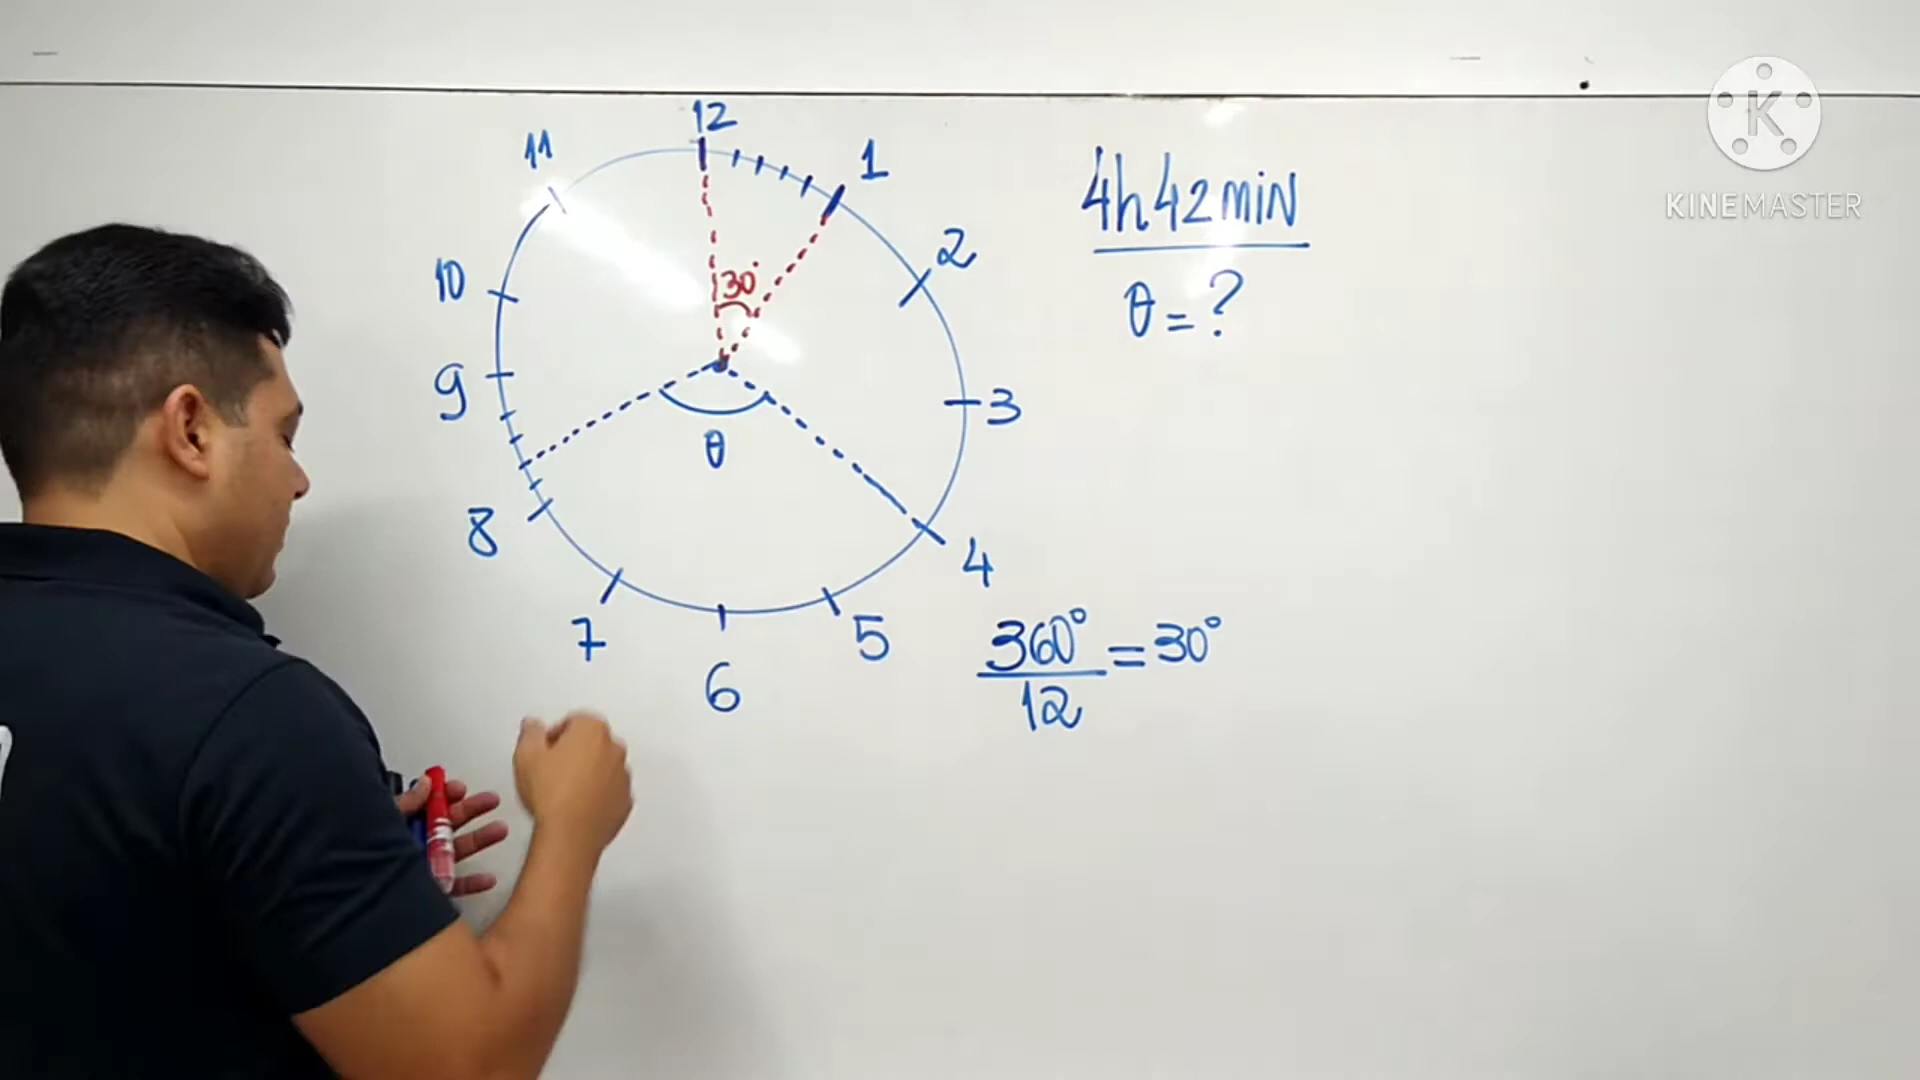 12
11
1
10
2
9
3
8
4
7
5
6
30°
θ
4h42min
θ = ?
360°/12 = 30°
K
KINEMASTER